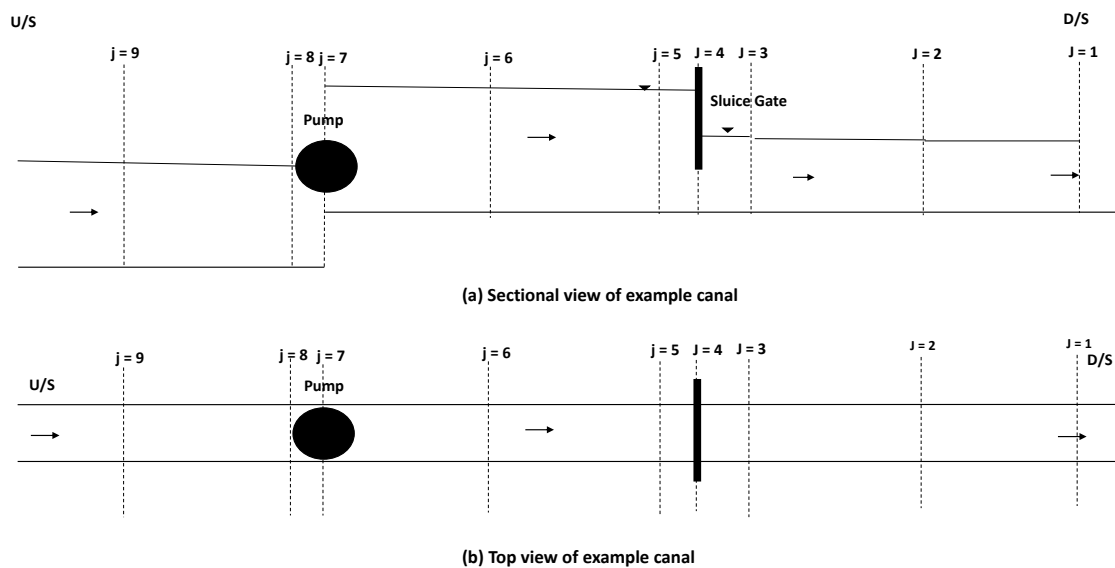 U/S
D/S
j = 9
j = 8
j = 7
j = 6
j = 5
J = 4
J = 3
J = 2
J = 1
Pump
Sluice Gate
(a) Sectional view of example canal
j = 9
j = 8
j = 7
j = 6
j = 5
J = 4
J = 3
J = 2
J = 1
U/S
Pump
D/S
(b) Top view of example canal